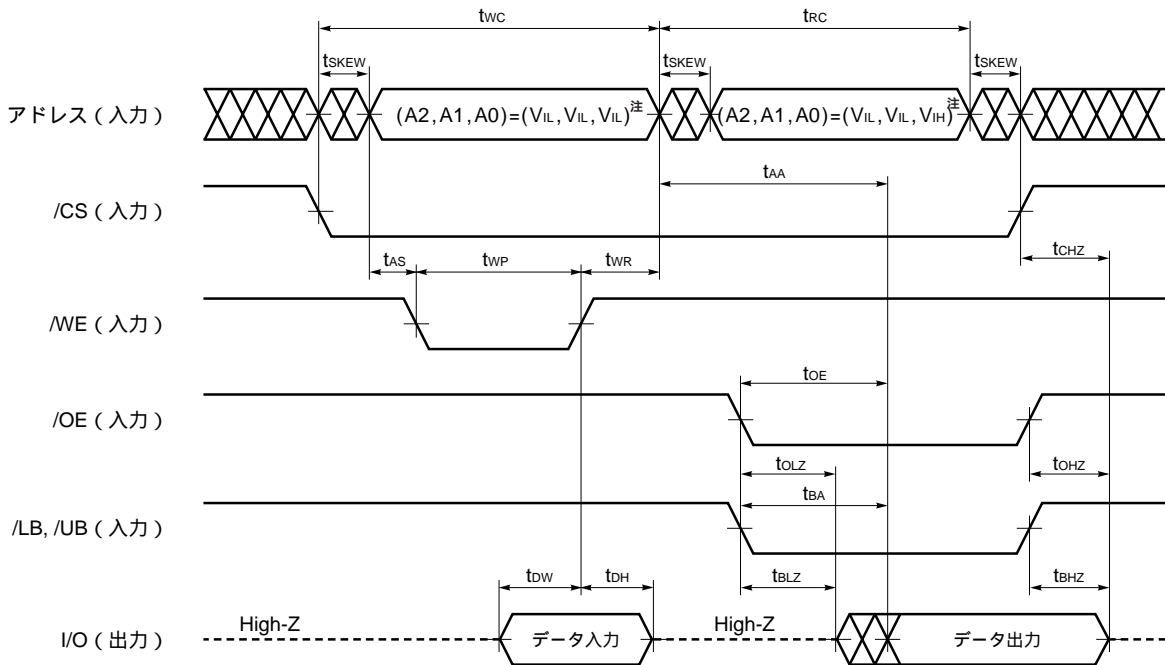 tWC tRC
tSKEW tSKEW tSKEW
アドレス（入力） (A2, A1, A0)=(VIL, VIL, VIL)注 (A2, A1, A0)=(VIL, VIL, VIH)注
tAA
/CS（入力）
tCHZ
tAS tWP tWR
/WE（入力）
tOE
/OE（入力）
tOLZ tOHZ
tBA
/LB, /UB（入力）
tDW tDH tBLZ tBHZ
I/O（出力） High-Z データ入力 High-Z データ出力